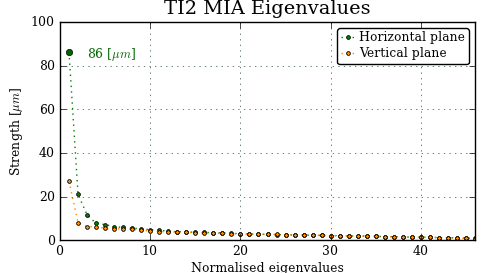 TI2 MIA Eigenvalues
Strength [μm]
100
80
60
40
20
0
86 [μm]
Horizontal plane
Vertical plane
0 10 20 30 40
Normalised eigenvalues